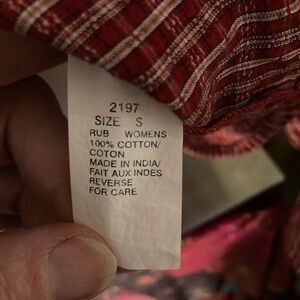 2197
SIZE S
RUB WOMENS
100% COTTON/
COTON
MADE IN INDIA/
FAIT AUX INDES
REVERSE
FOR CARE